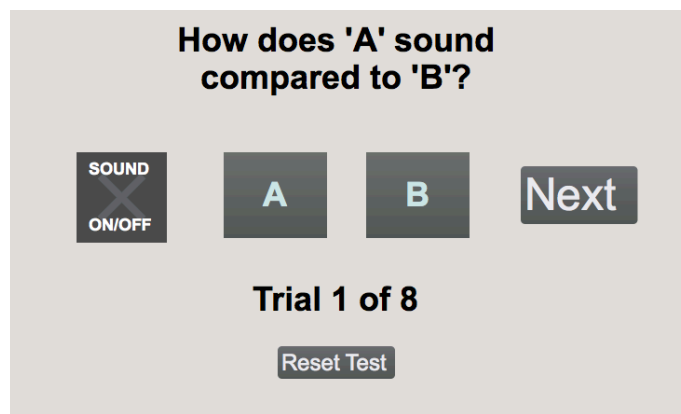 How does 'A' sound
compared to 'B'?
SOUND
ON/OFF
A
B
Next
Trial 1 of 8
Reset Test